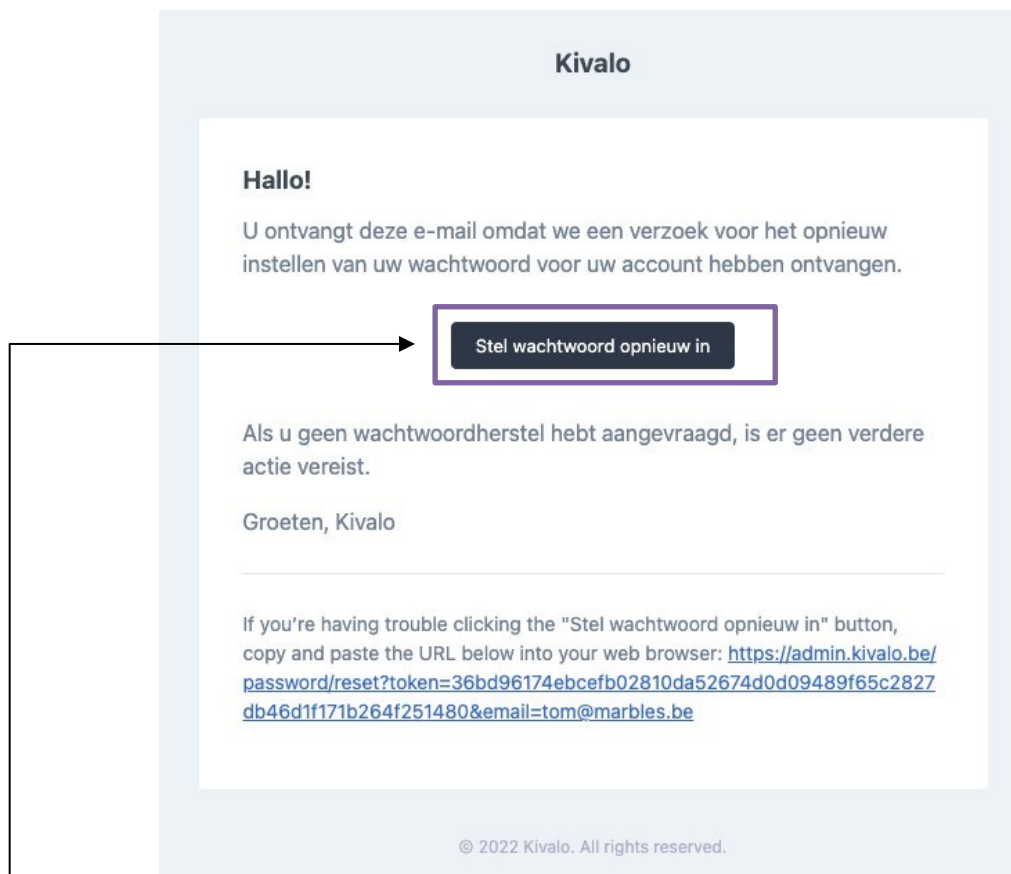 Kivalo
Hallo!
U ontvangt deze e-mail omdat we een verzoek voor het opnieuw
instellen van uw wachtwoord voor uw account hebben ontvangen.
Stel wachtwoord opnieuw in
Als u geen wachtwoordherstel hebt aangevraagd, is er geen verdere
actie vereist.
Groeten, Kivalo
If you're having trouble clicking the "Stel wachtwoord opnieuw in" button,
copy and paste the URL below into your web browser: https://admin.kivalo.be/
password/reset?token=36bd96174ebcefb02810da52674d0d09489f65c2827
db46d1f171b264f251480&email=tom@marbles.be
© 2022 Kivalo. All rights reserved.